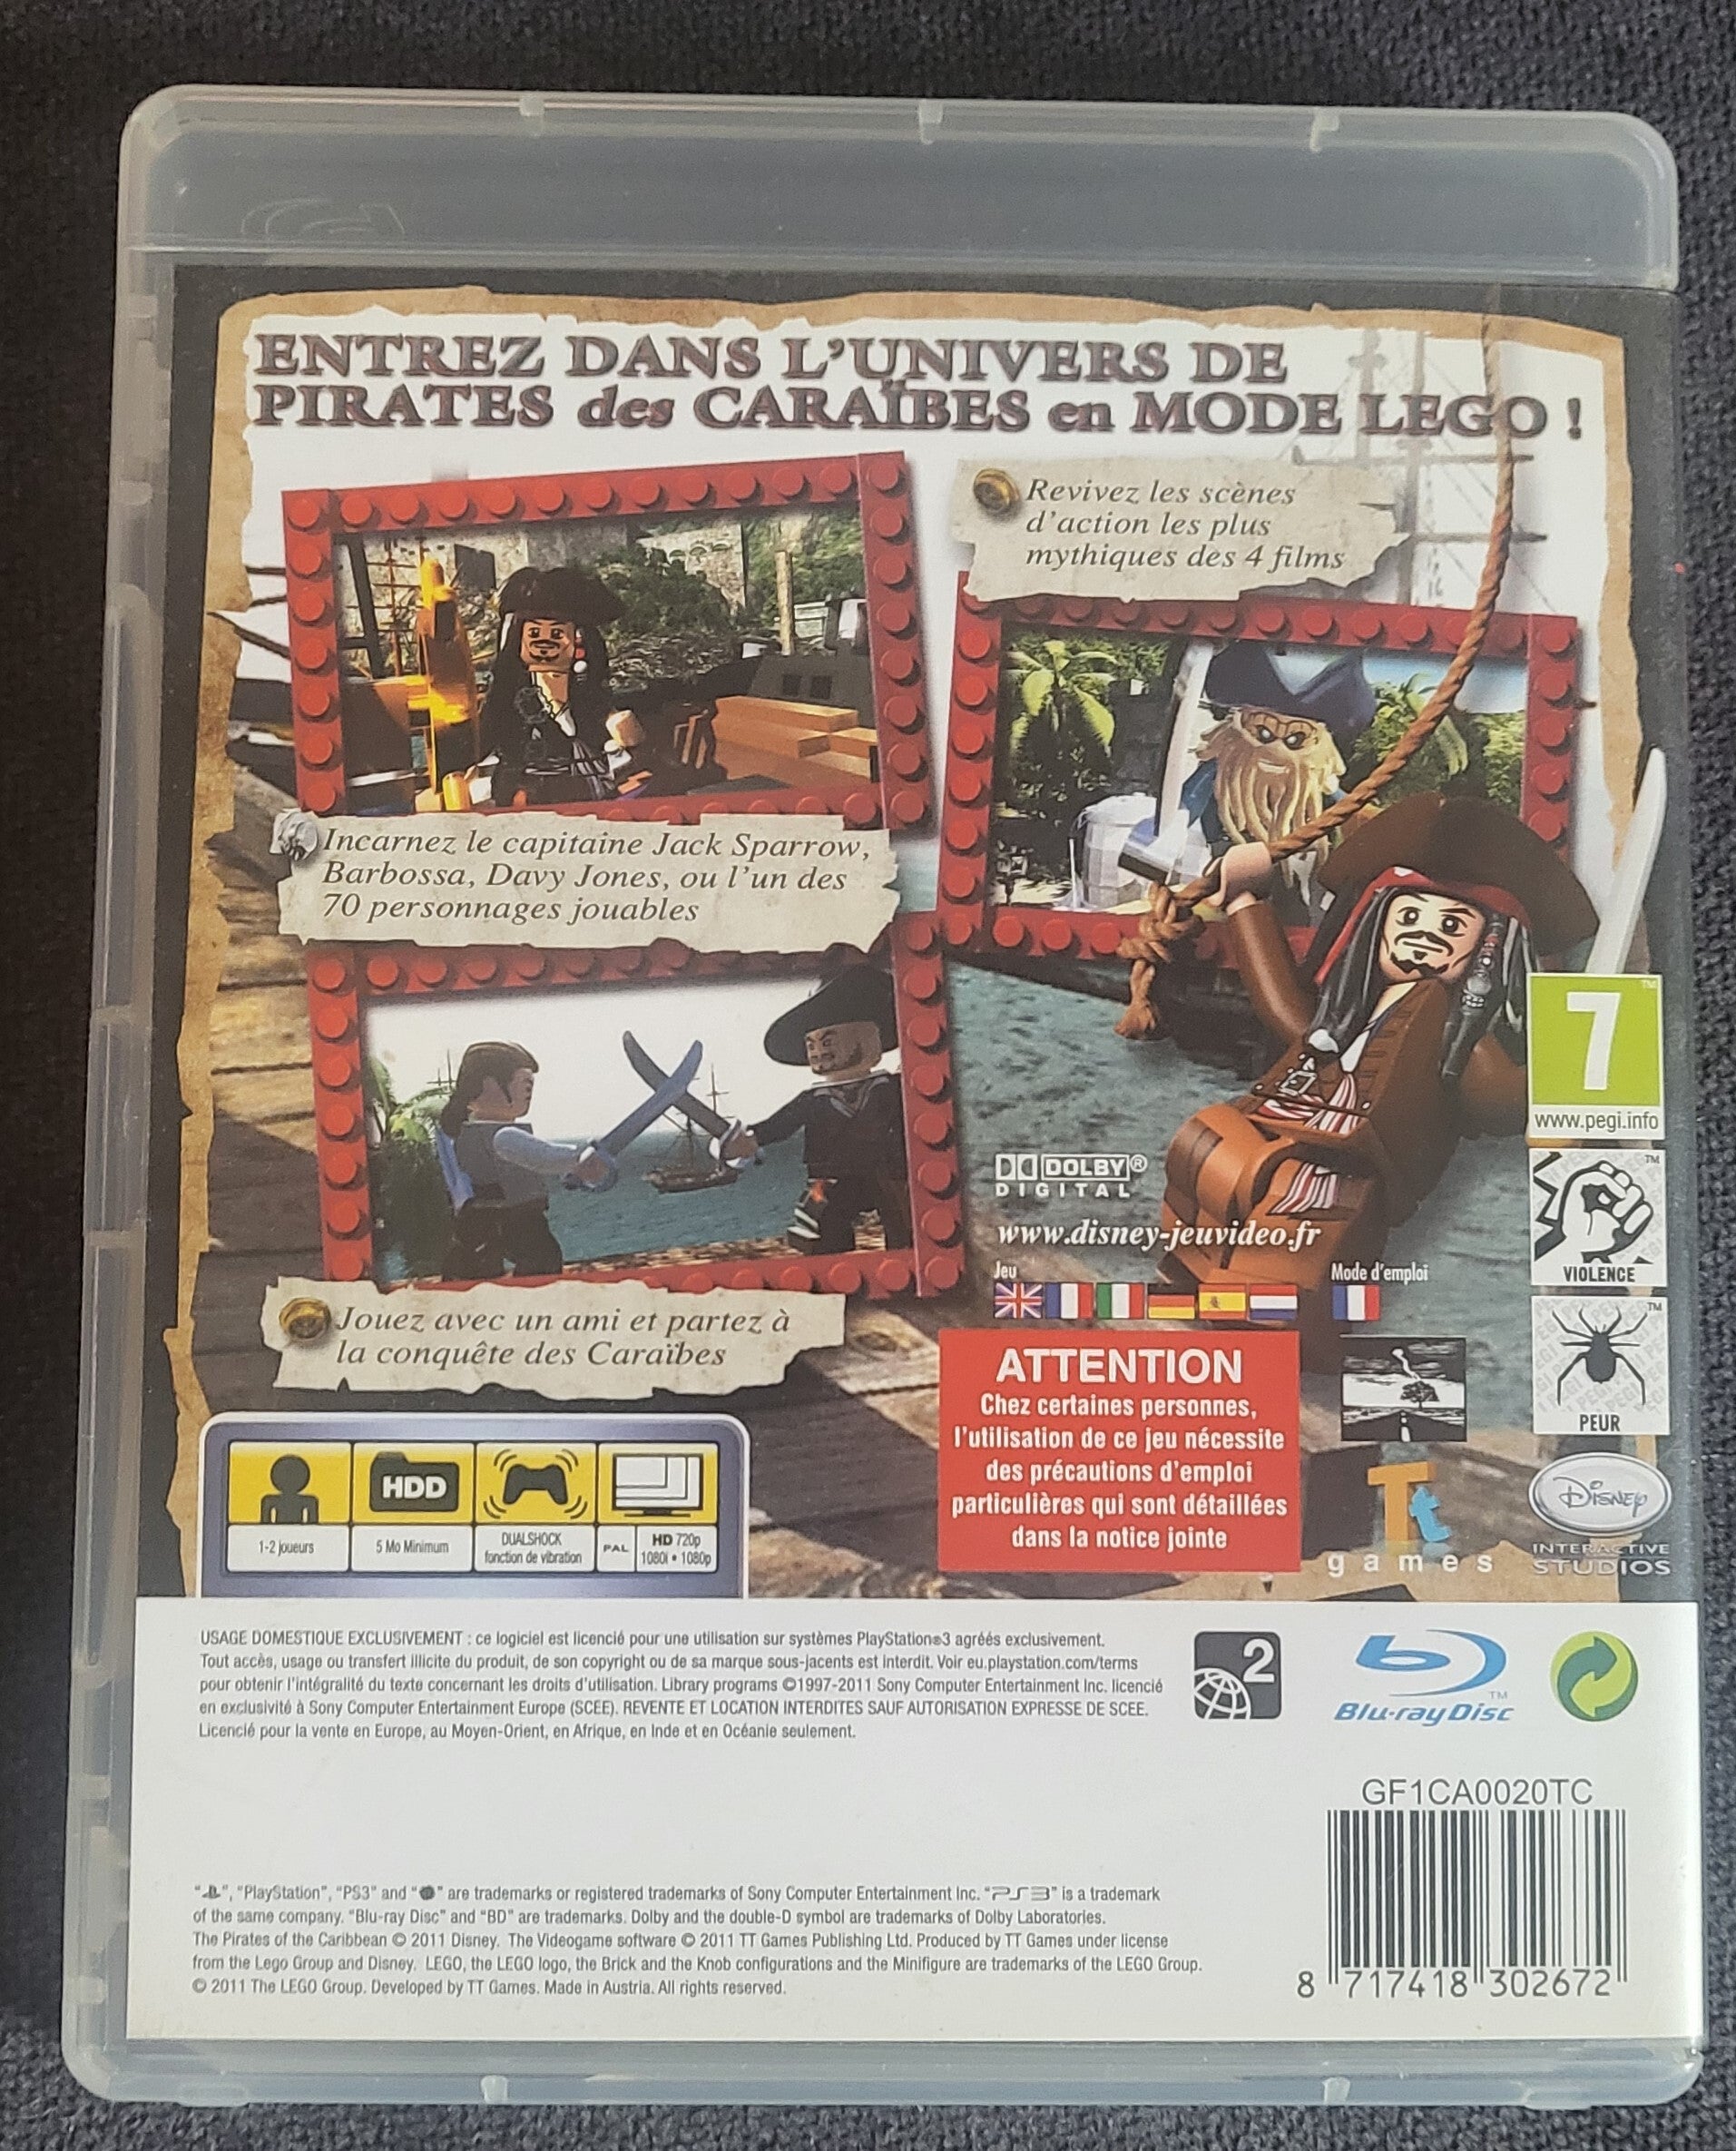 ENTREZ DANS L'UNIVERS DE
PIRATES des CARAÏBES en MODE LEGO !
Revivez les scènes
d'action les plus
mythiques des 4 films
Incarnez le capitaine Jack Sparrow,
Barbossa, Davy Jones, ou l'un des
70 personnages jouables
Jouez avec un ami et partez à
la conquête des Caraïbes
7
www.pegi.info
VIOLENCE
PEUR
DOLBY®
DIGITAL
www.disney-jeuvideo.fr
Jeu
Mode d'emploi
ATTENTION
Chez certaines personnes,
l'utilisation de ce jeu nécessite
des précautions d'emploi
particulières qui sont détaillées
dans la notice jointe
Tt
games
Disney
INTERACTIVE
STUDIOS
HDD
1-2 joueurs
5 Mo Minimum
DUALSHOCK
fonction de vibration
PAL
HD 720p
1080i • 1080p
USAGE DOMESTIQUE EXCLUSIVEMENT : ce logiciel est licencié pour une utilisation sur systèmes PlayStation®3 agréés exclusivement.
Tout accès, usage ou transfert illicite du produit, de son copyright ou de sa marque sous-jacents est interdit. Voir eu.playstation.com/terms
pour obtenir l'intégralité du texte concernant les droits d'utilisation. Library programs ©1997-2011 Sony Computer Entertainment Inc. licencié
en exclusivité à Sony Computer Entertainment Europe (SCEE). REVENTE ET LOCATION INTERDITES SAUF AUTORISATION EXPRESSE DE SCEE.
Licencié pour la vente en Europe, au Moyen-Orient, en Afrique, en Inde et en Océanie seulement.
2
Blu-ray Disc™
GF1CA0020TC
"", "PlayStation", "PS3" and "" are trademarks or registered trademarks of Sony Computer Entertainment Inc. "PS3" is a trademark
of the same company. "Blu-ray Disc" and "BD" are trademarks. Dolby and the double-D symbol are trademarks of Dolby Laboratories.
The Pirates of the Caribbean © 2011 Disney. The Videogame software © 2011 TT Games Publishing Ltd. Produced by TT Games under license
from the Lego Group and Disney. LEGO, the LEGO logo, the Brick and the Knob configurations and the Minifigure are trademarks of the LEGO Group.
© 2011 The LEGO Group. Developed by TT Games. Made in Austria. All rights reserved.
8 717418 302672